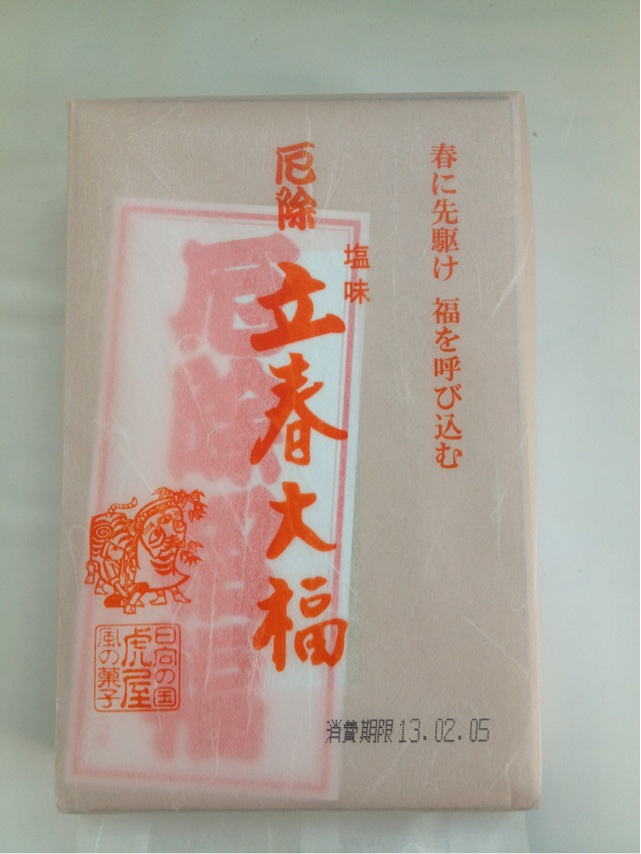 春に先駆け 福を呼び込む
厄除
塩味
立春大福
日向の国
虎屋
風の菓子
消費期限13.02.05